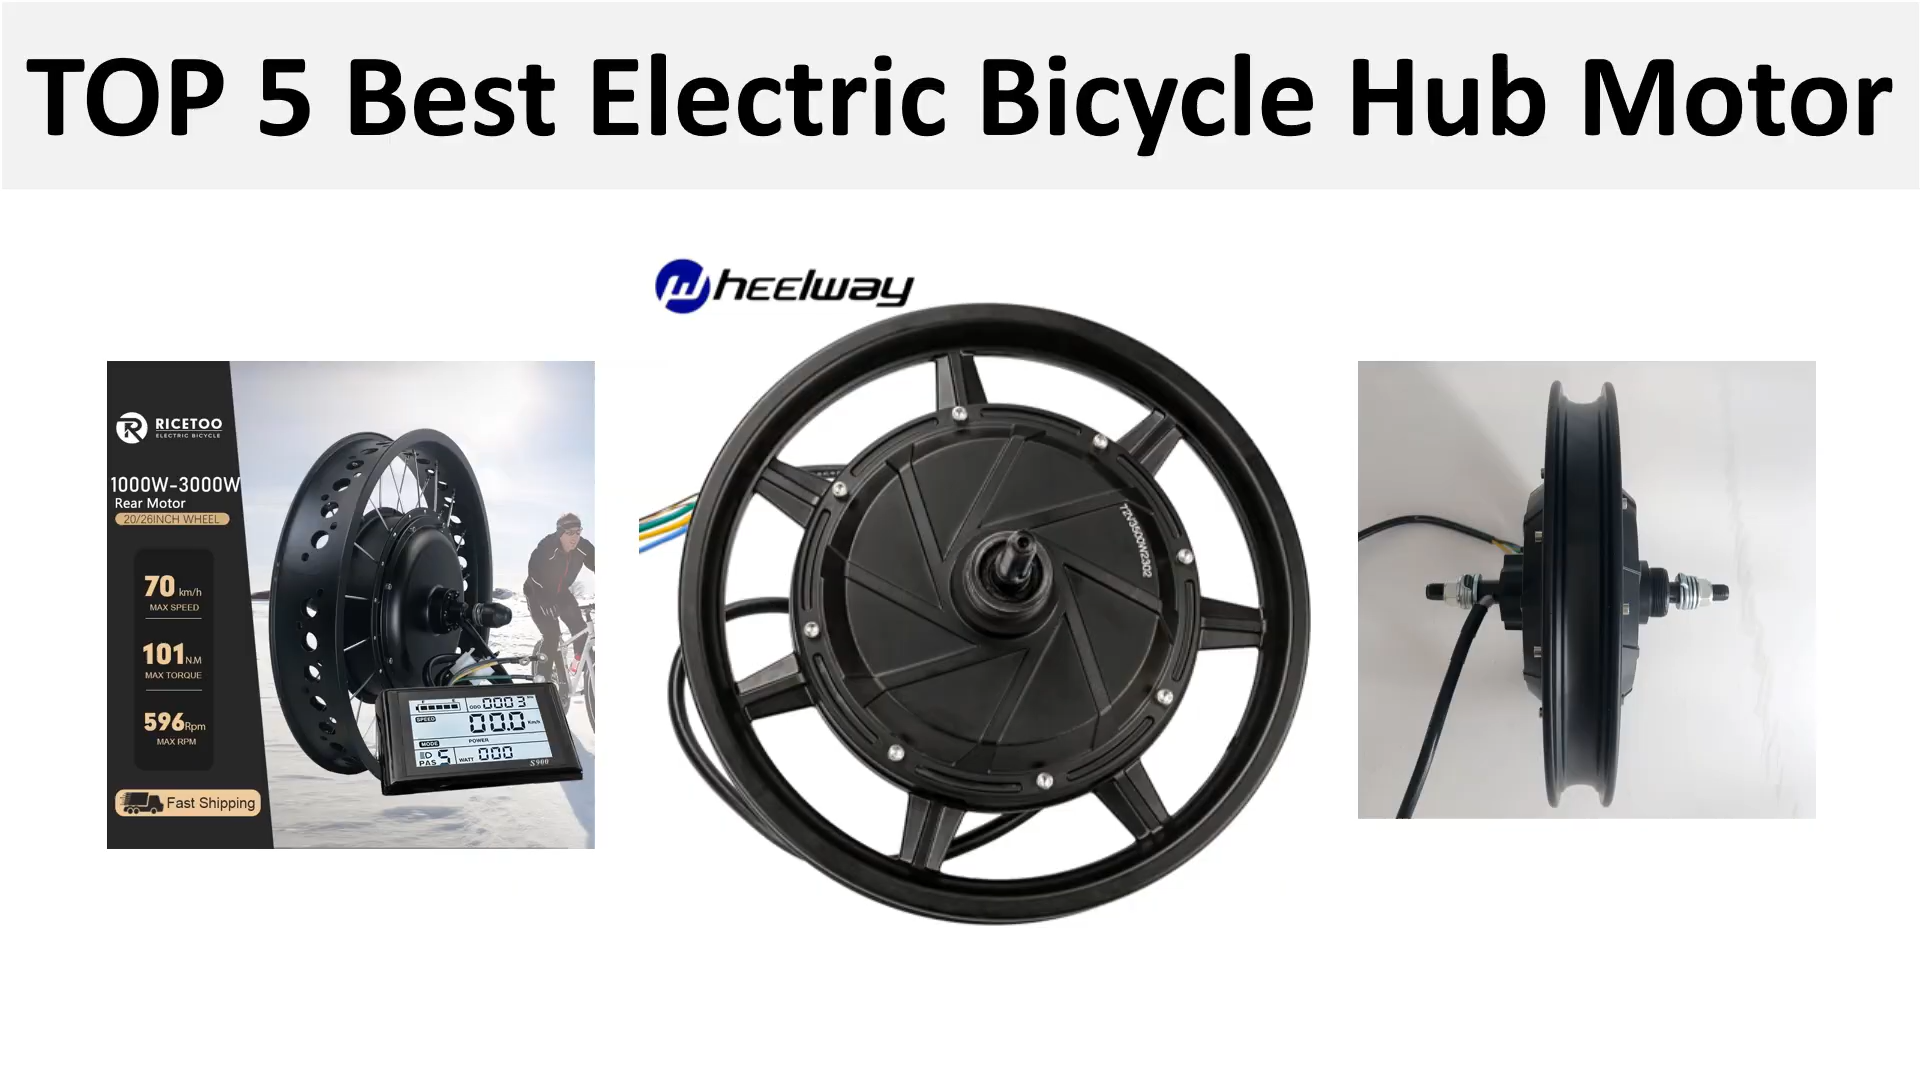 TOP 5 Best Electric Bicycle Hub Motor
heelway
RICETOO
ELECTRIC BICYCLE
1000W-3000W
Rear Motor
20/26INCH WHEEL
70 km/h
MAX SPEED
101 N.M
MAX TORQUE
596 Rpm
MAX RPM
Fast Shipping
ODO 0003
SPEED
00.0 Km/h
MODE
POWER
PAS 5
WATT 000
S900
72V3500W2302